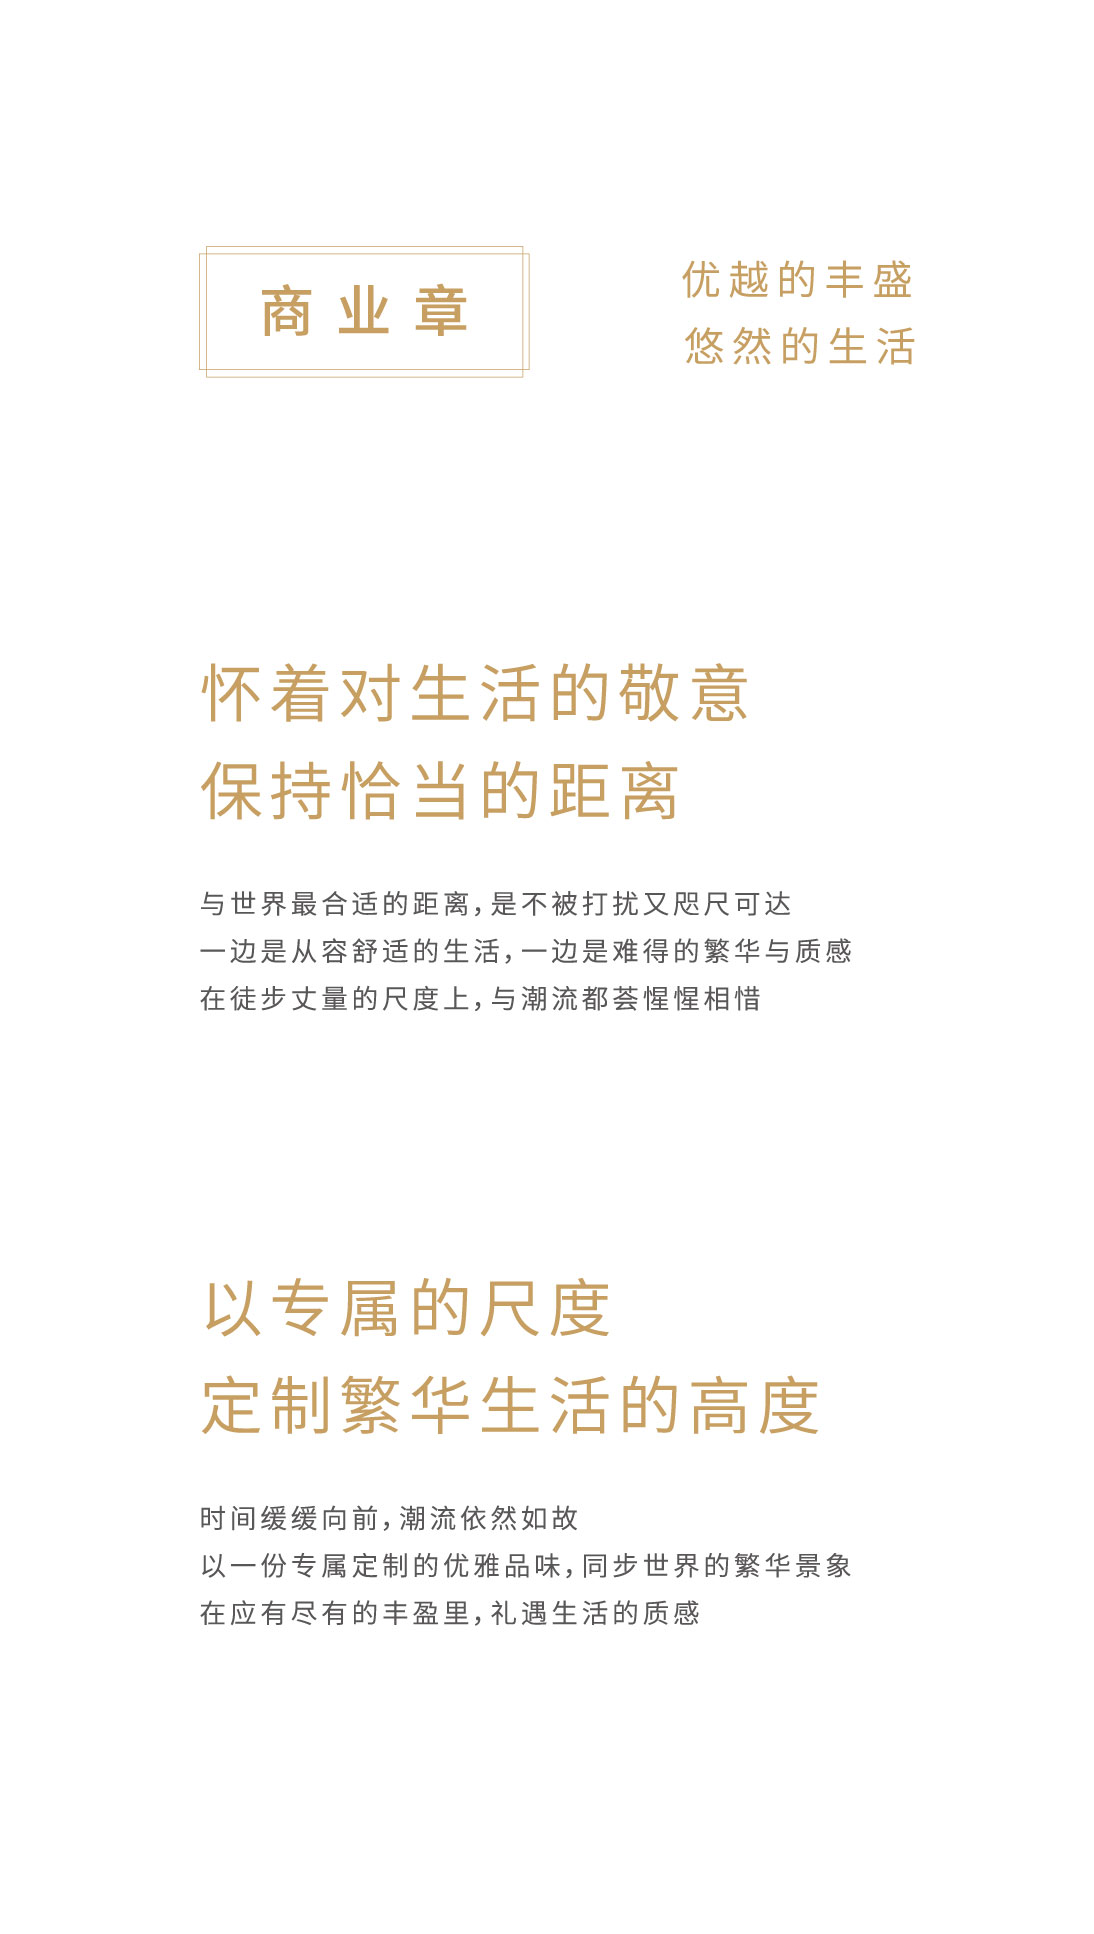 商业章
优越的丰盛
悠然的生活
怀着对生活的敬意
保持恰当的距离
与世界最合适的距离，是不被打扰又咫尺可达
一边是从容舒适的生活，一边是难得的繁华与质感
在徒步丈量的尺度上，与潮流都荟惺惺相惜
以专属的尺度
定制繁华生活的高度
时间缓缓向前，潮流依然如故
以一份专属定制的优雅品味，同步世界的繁华景象
在应有尽有的丰盈里，礼遇生活的质感